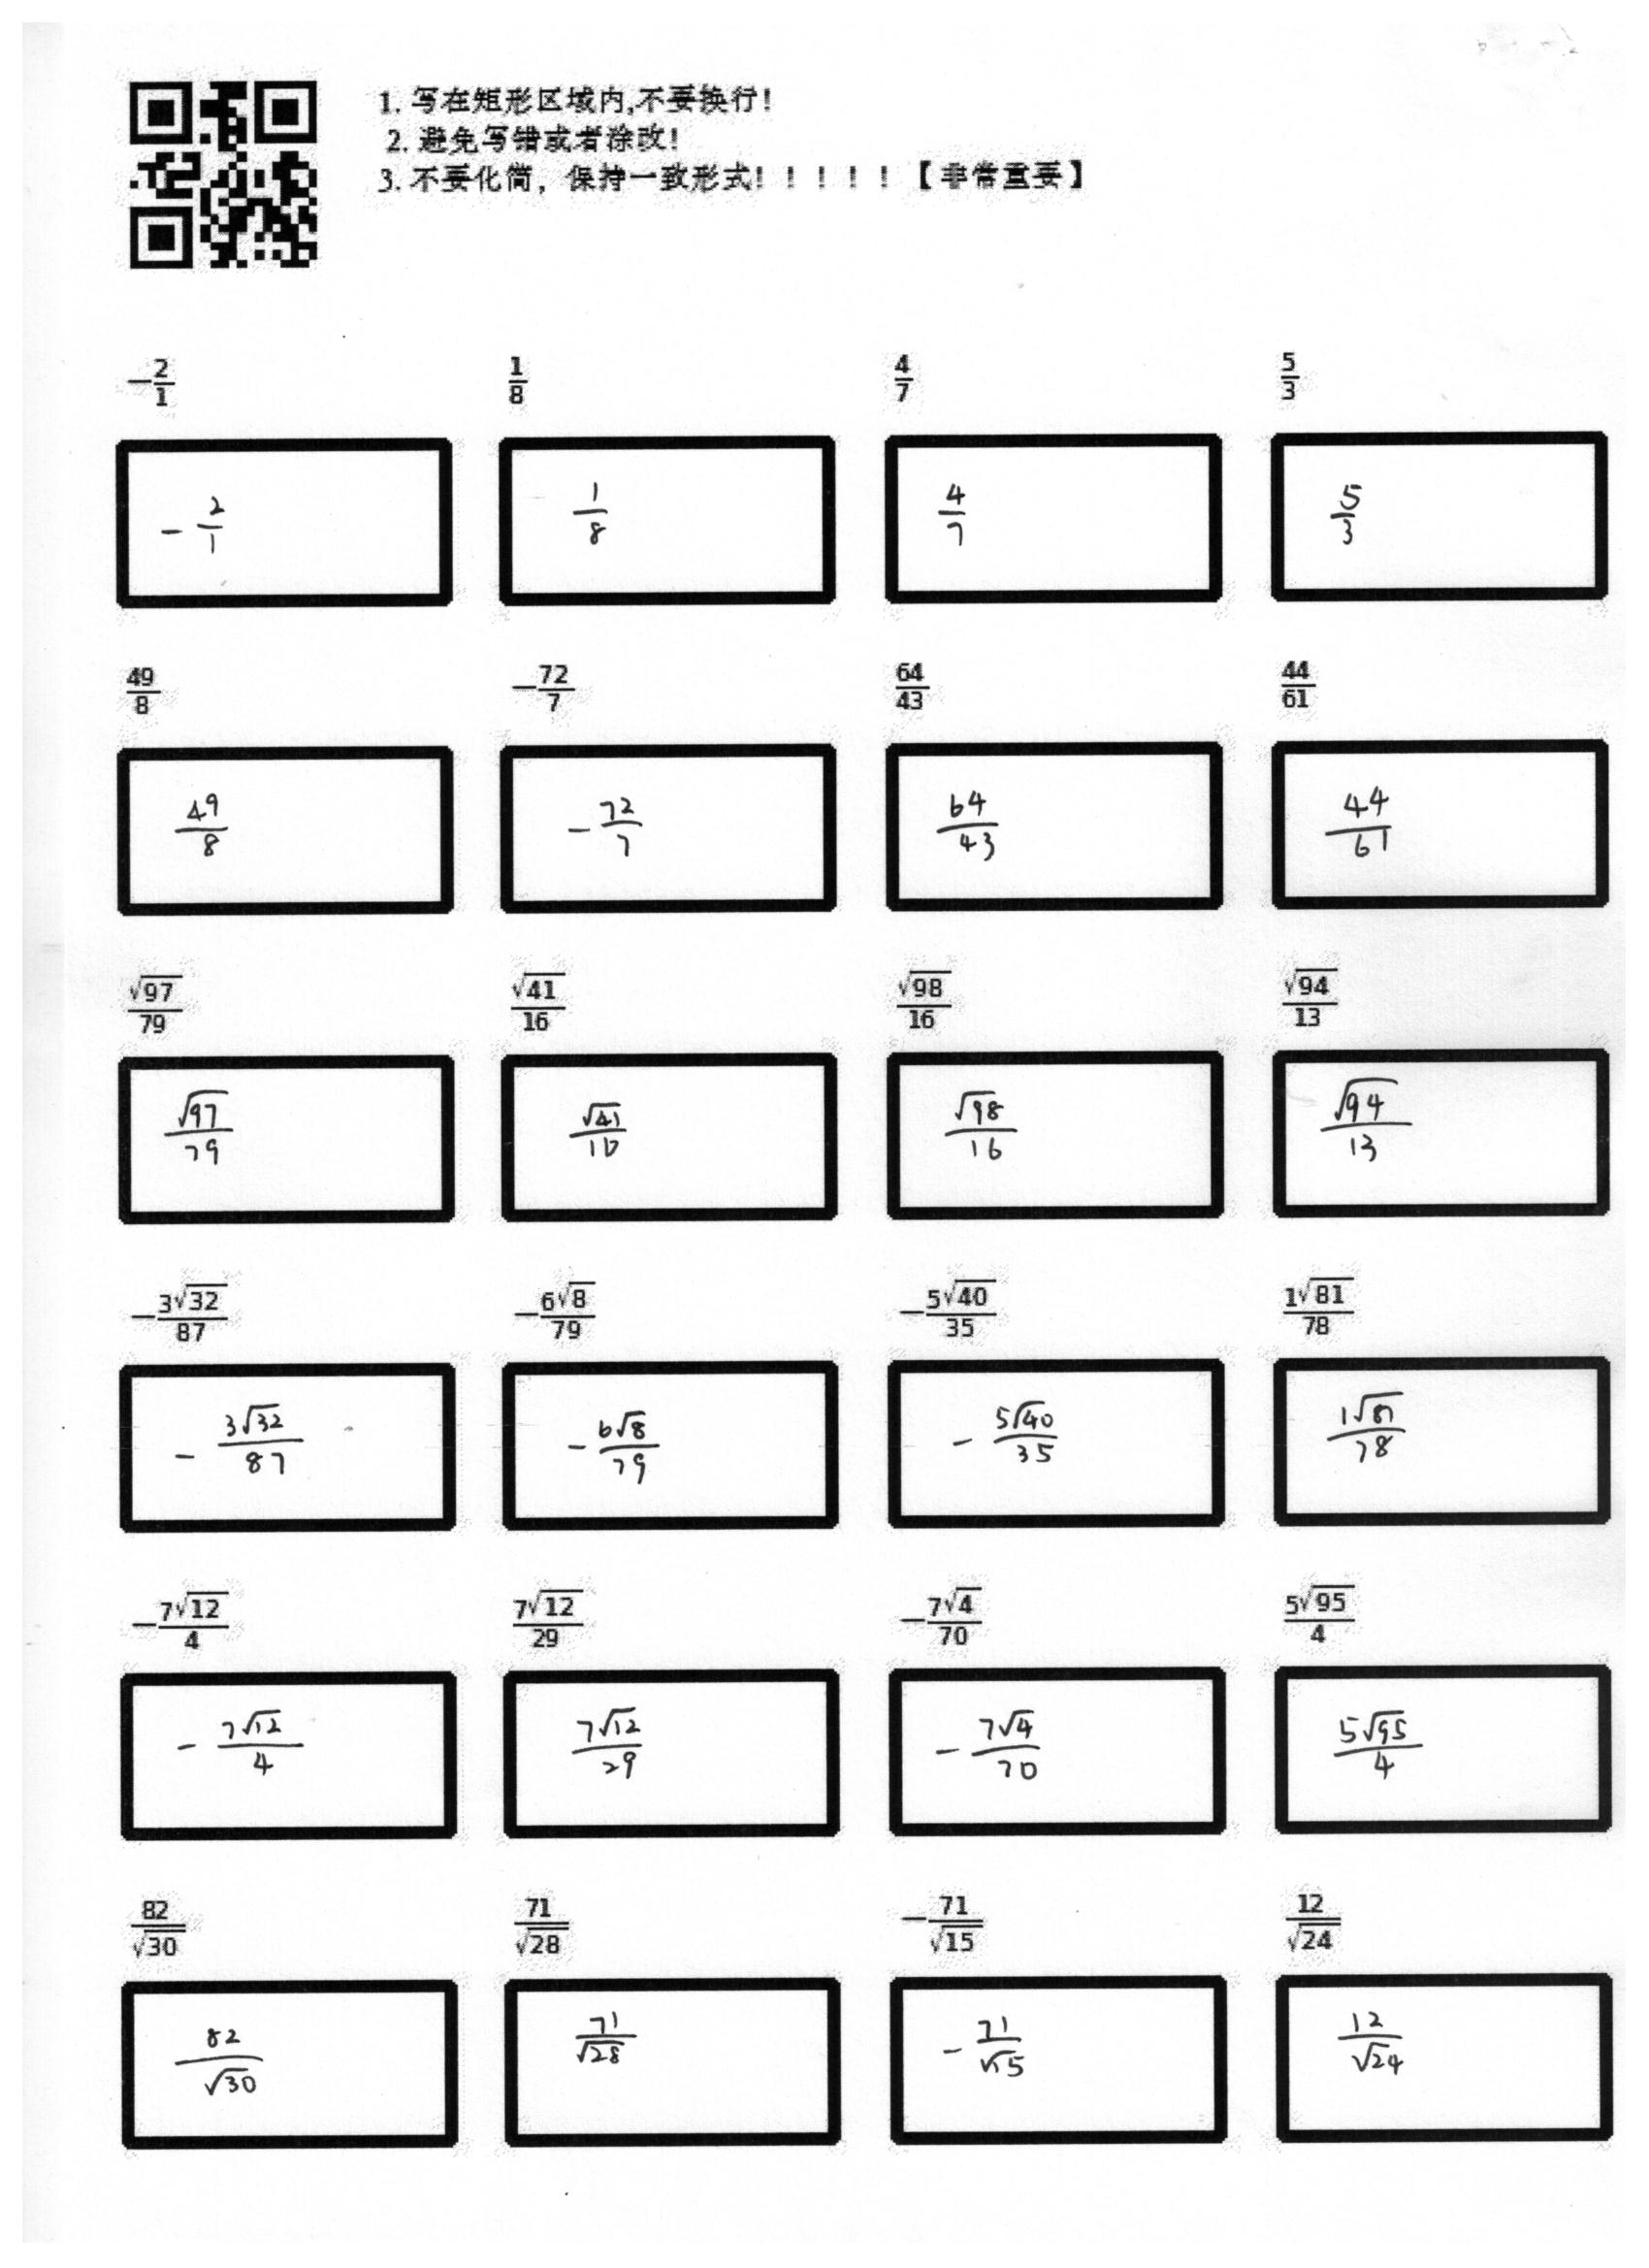 1. 写在矩形区域内,不要换行!
2. 避免写错或者涂改!
3. 不要化简，保持一致形式!！！！！【非常重要】
-\frac{2}{1} \frac{1}{8} \frac{4}{7} \frac{5}{3}
-\frac{2}{1} \frac{1}{8} \frac{4}{7} \frac{5}{3}
\frac{49}{8} -\frac{72}{7} \frac{64}{43} \frac{44}{61}
\frac{49}{8} -\frac{72}{7} \frac{64}{43} \frac{44}{61}
\frac{\sqrt{97}}{79} \frac{\sqrt{41}}{16} \frac{\sqrt{98}}{16} \frac{\sqrt{94}}{13}
\frac{\sqrt{97}}{79} \frac{\sqrt{41}}{16} \frac{\sqrt{98}}{16} \frac{\sqrt{94}}{13}
-\frac{3\sqrt{32}}{87} -\frac{6\sqrt{8}}{79} -\frac{5\sqrt{40}}{35} \frac{1\sqrt{81}}{78}
-\frac{3\sqrt{32}}{87} -\frac{6\sqrt{8}}{79} -\frac{5\sqrt{40}}{35} \frac{1\sqrt{81}}{78}
-\frac{7\sqrt{12}}{4} \frac{7\sqrt{12}}{29} -\frac{7\sqrt{4}}{70} \frac{5\sqrt{95}}{4}
-\frac{7\sqrt{12}}{4} \frac{7\sqrt{12}}{29} -\frac{7\sqrt{4}}{70} \frac{5\sqrt{95}}{4}
\frac{82}{\sqrt{30}} \frac{71}{\sqrt{28}} -\frac{71}{\sqrt{15}} \frac{12}{\sqrt{24}}
\frac{82}{\sqrt{30}} \frac{71}{\sqrt{28}} -\frac{71}{\sqrt{15}} \frac{12}{\sqrt{24}}